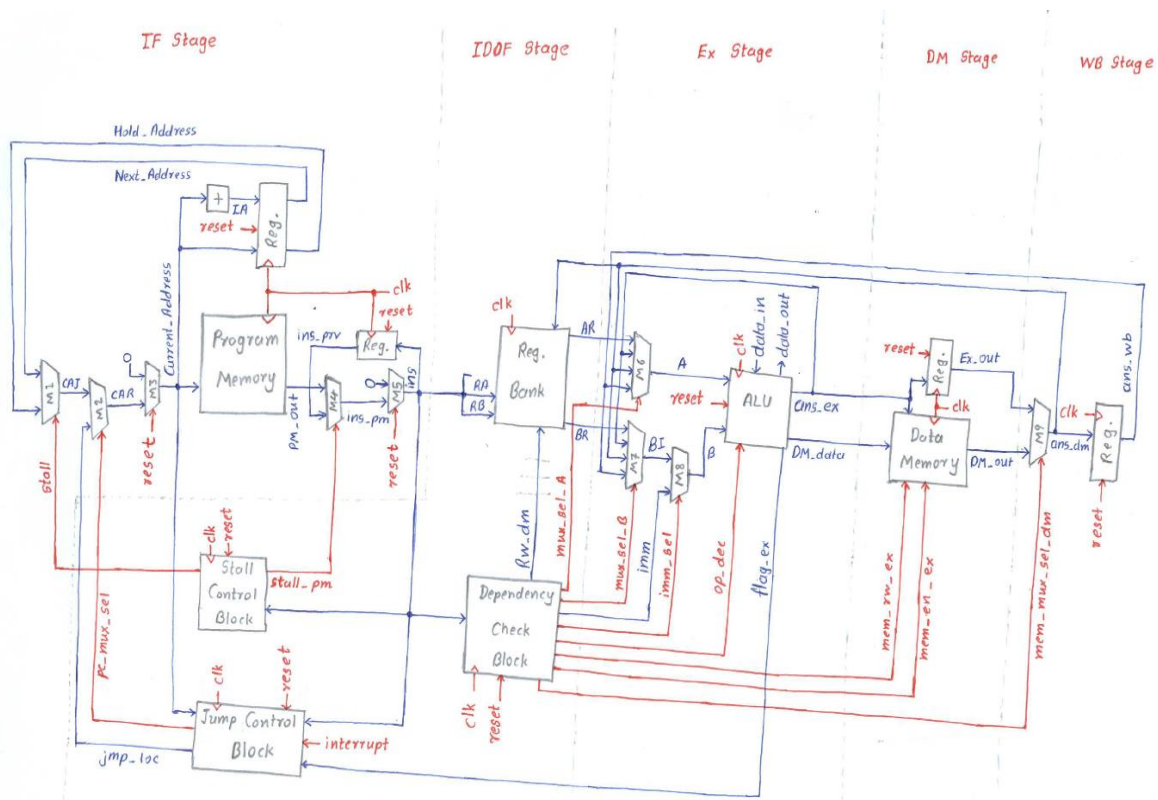 IF Stage
IDOF Stage
Ex Stage
DM Stage
WB Stage
Hold_Address
Next_Address
+
IA
reset
Reg.
Current_Address
clk
reset
Program
Memory
ins_prv
Reg.
ins
PM_out
M1
CAJ
M2
CAR
0
M3
reset
M4
ins_pm
0
M5
reset
stall
pc_mux_sel
clk
reset
Stall
Control
Block
stall_pm
clk
reset
Jump Control
Block
interrupt
jmp_loc
clk
Reg.
Bank
RA
RB
AR
BR
Rw_dm
mux_sel_A
Dependency
Check
Block
clk
reset
M6
A
M7
BI
M8
B
mux_sel_B
imm
imm_sel
op_dec
flag_ex
clk
data_in
data_out
reset
ALU
ans_ex
DM_data
reset
Reg.
Ex_out
clk
Data
Memory
DM_out
mem_rw_ex
mem_en_ex
mem_mux_sel_dm
M9
ans_dm
clk
Reg.
reset
ans_wb